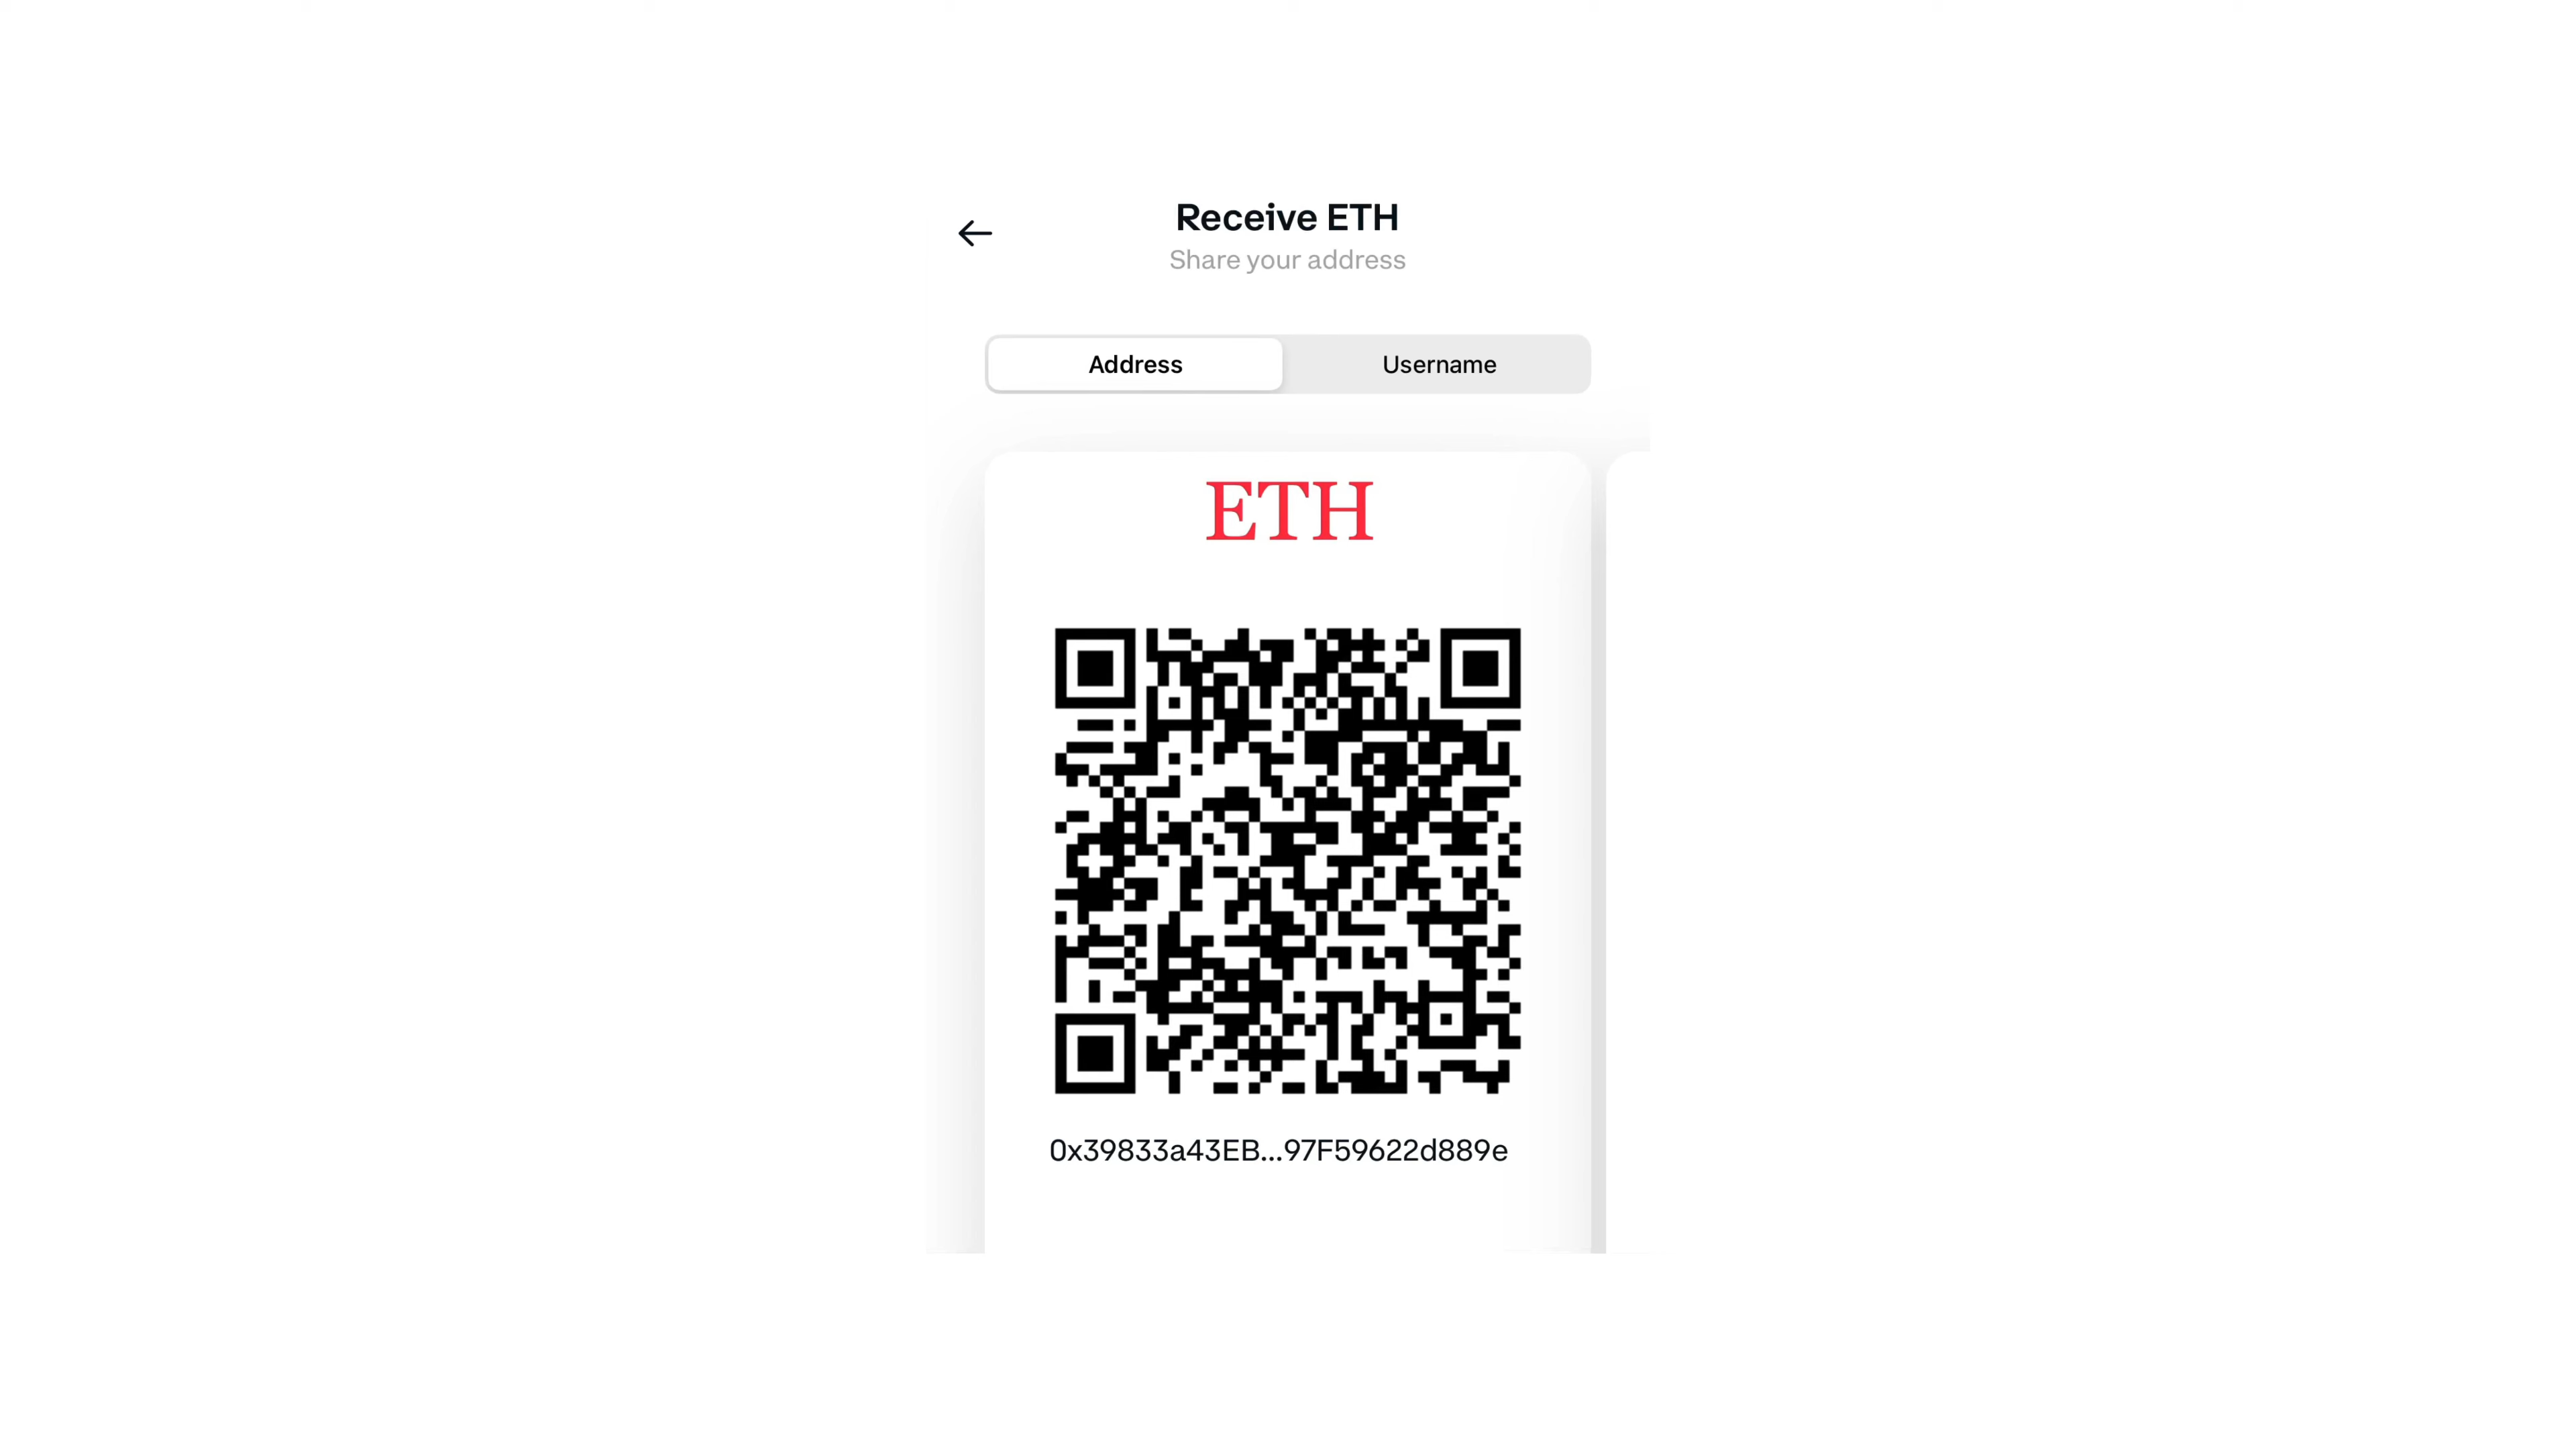 Receive ETH
Share your address
Address
Username
ETH
0x39833a43EB...97F59622d889e